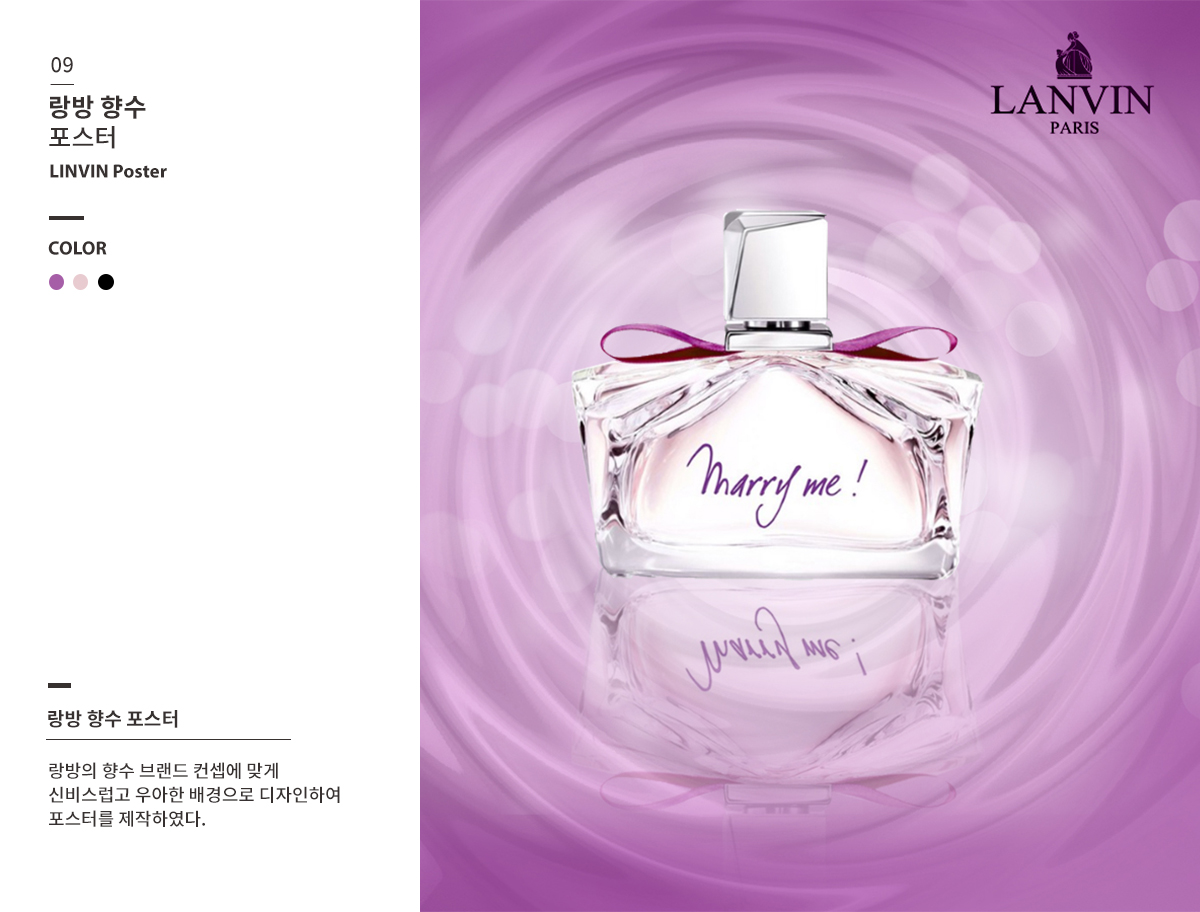 09
랑방 향수
포스터
LINVIN Poster
COLOR
랑방 향수 포스터
랑방의 향수 브랜드 컨셉에 맞게
신비스럽고 우아한 배경으로 디자인하여
포스터를 제작하였다.
LANVIN
PARIS
Marry me !
Marry me !